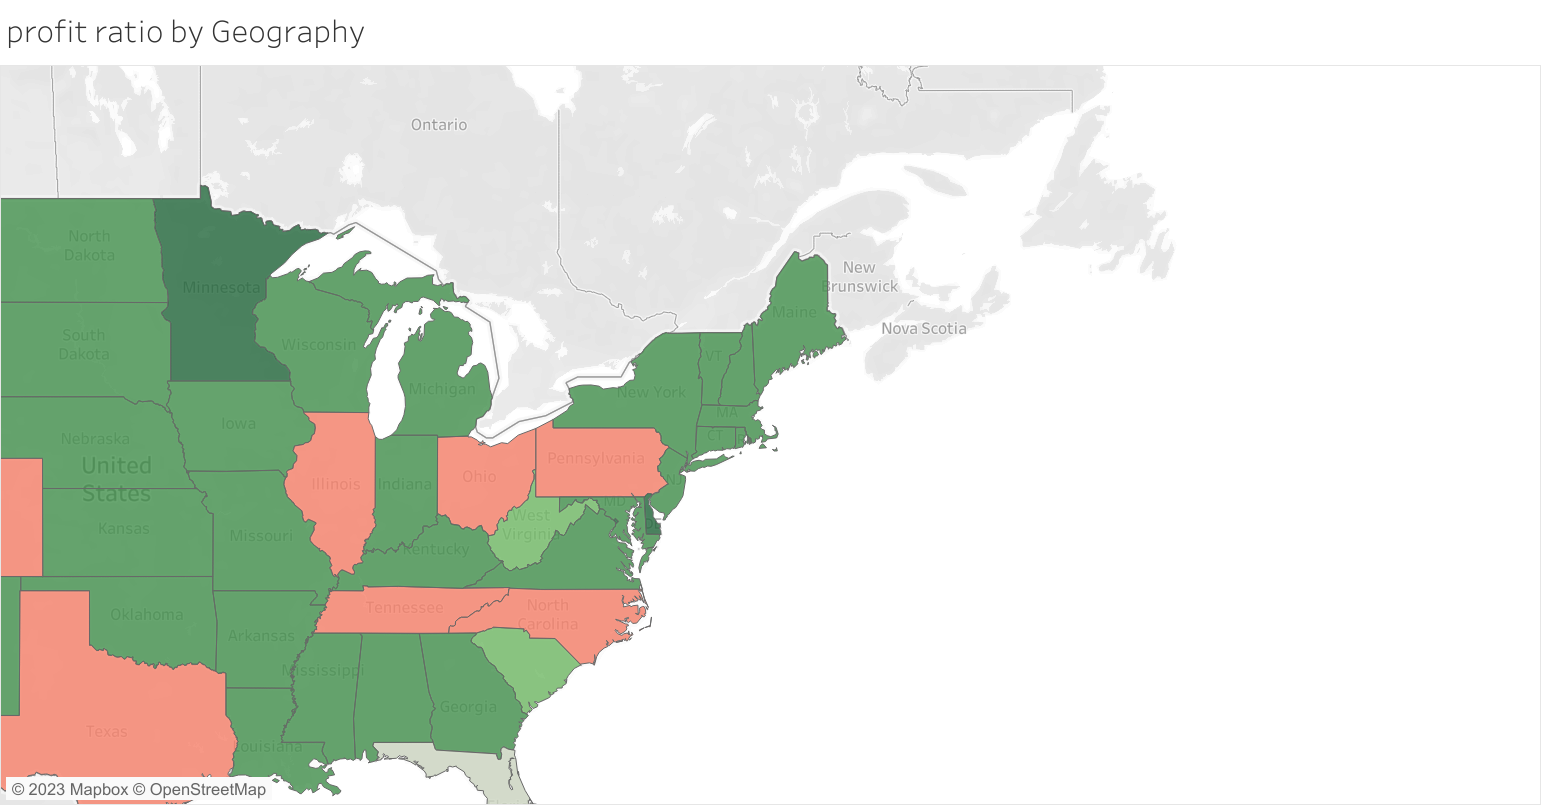 profit ratio by Geography
Ontario
North
Dakota
Minnesota
New
Brunswick
Maine
Nova Scotia
South
Dakota
Wisconsin
VT
Michigan
New York
MA
Iowa
CT
Nebraska
United
States
Pennsylvania
Ohio
Illinois
Indiana
NJ
MD
West
Virginia
DE
Kansas
Missouri
Kentucky
Tennessee
North
Carolina
Oklahoma
Arkansas
Mississippi
Georgia
Texas
Louisiana
© 2023 Mapbox © OpenStreetMap